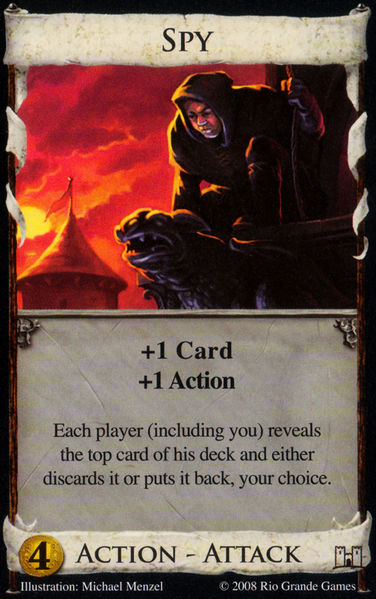 SPY
+1 Card
+1 Action
Each player (including you) reveals
the top card of his deck and either
discards it or puts it back, your choice.
4 ACTION - ATTACK
Illustration: Michael Menzel © 2008 Rio Grande Games